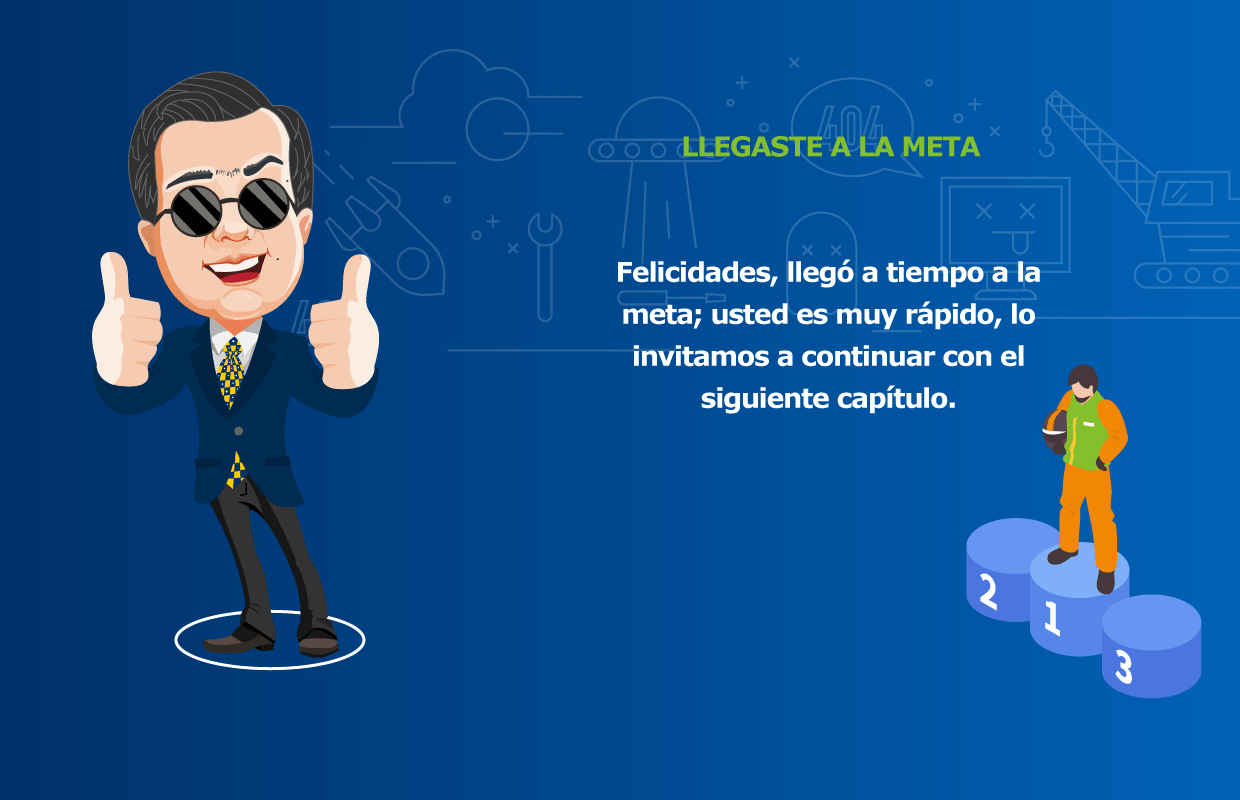 404
LLEGASTE A LA META
Felicidades, llegó a tiempo a la
meta; usted es muy rápido, lo
invitamos a continuar con el
siguiente capítulo.
2
1
3